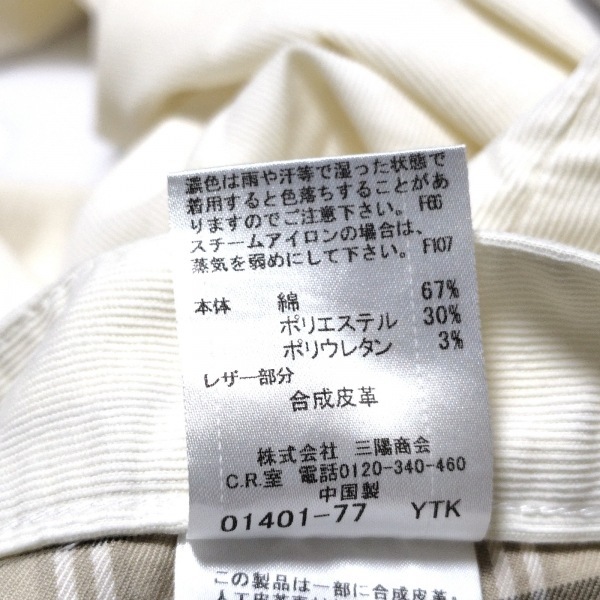 濃色は雨や汗等で湿った状態で
着用すると色落ちすることがあ
りますのでご注意下さい。 F66
スチームアイロンの場合は、
蒸気を弱めにして下さい。 F107
本体 綿 67%
ポリエステル 30%
ポリウレタン 3%
レザー部分
合成皮革
株式会社 三陽商会
C.R.室 電話0120-340-460
中国製
01401-77 YTK
この製品は一部に合成皮革、